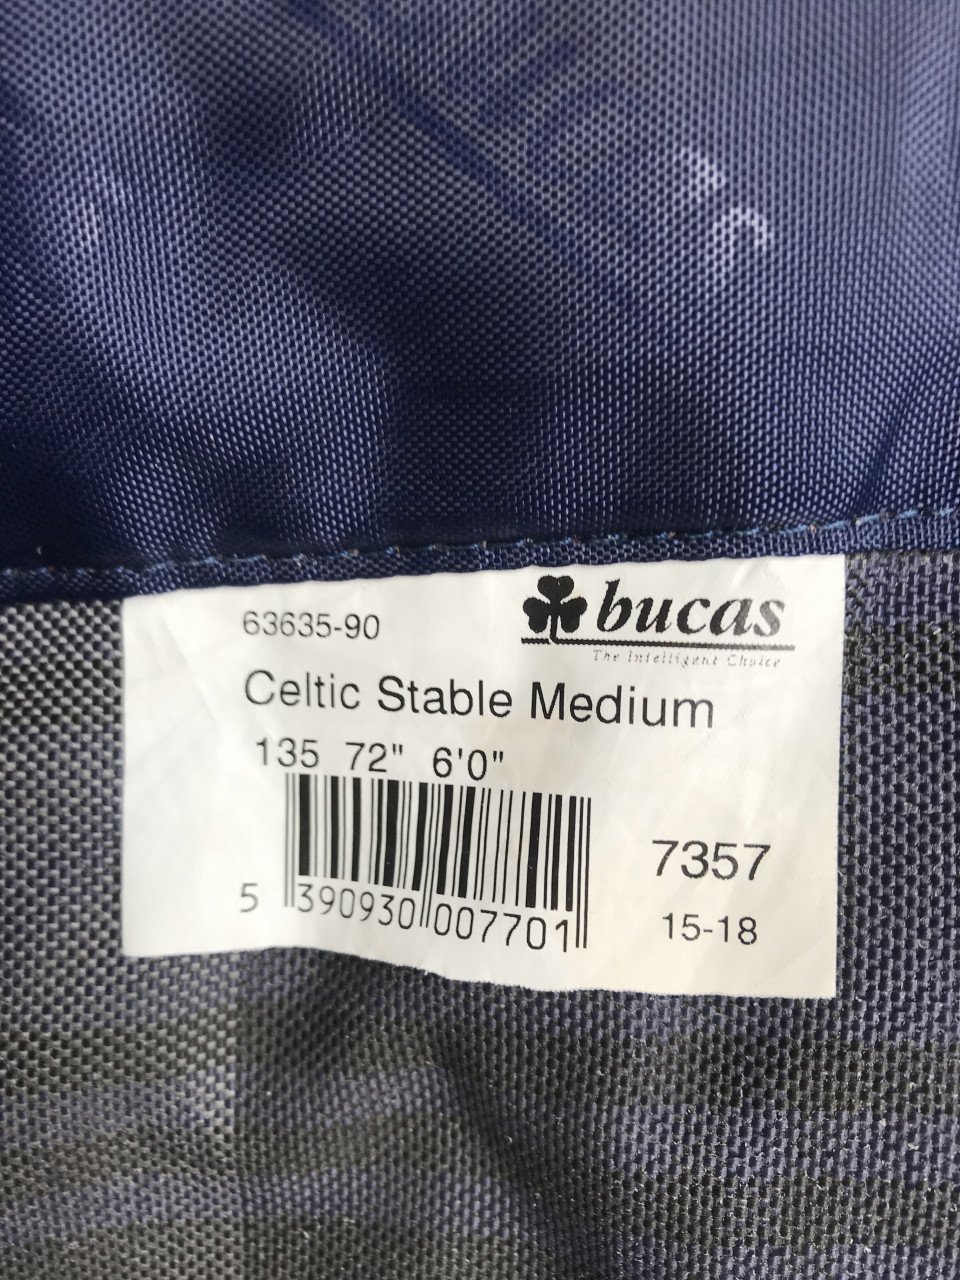 63635-90
bucas
The Intelligent Choice
Celtic Stable Medium
135 72" 6'0"
7357
5 390930 007701
15-18